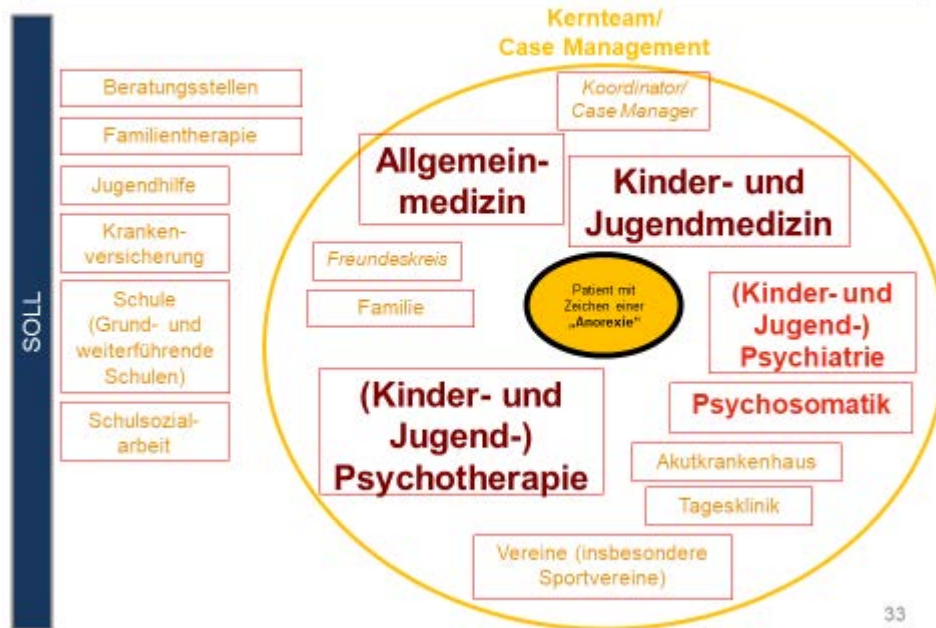 Kernteam/
Case Management
SOLL
Beratungsstellen
Familientherapie
Jugendhilfe
Kranken-
versicherung
Schule
(Grund- und
weiterführende
Schulen)
Schulsozial-
arbeit
Koordinator/
Case Manager
Allgemein-
medizin
Kinder- und
Jugendmedizin
Freundeskreis
Familie
Patient mit
Zeichen einer
„Anorexie“
(Kinder- und
Jugend-)
Psychiatrie
(Kinder- und
Jugend-)
Psychotherapie
Psychosomatik
Akutkrankenhaus
Tagesklinik
Vereine (insbesondere
Sportvereine)
33